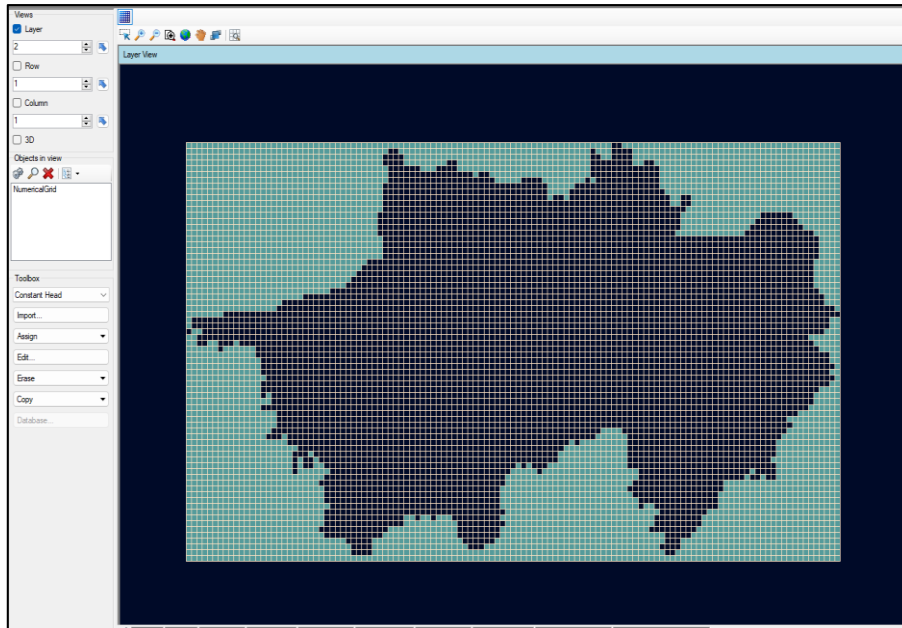 Views
Layer
2
Row
1
Column
1
3D
Objects in view
NumericalGrid
Toolbox
Constant Head
Import...
Assign
Edit...
Erase
Copy
Database...
Layer View